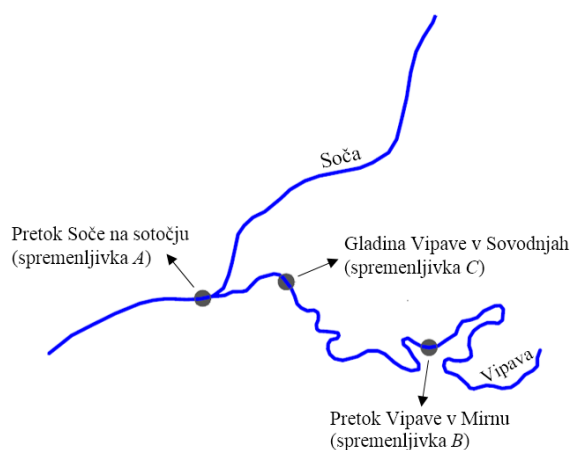 Soča
Pretok Soče na sotočju
(spremenljivka A)
Gladina Vipave v Sovodnjah
(spremenljivka C)
Vipava
Pretok Vipave v Mirnu
(spremenljivka B)